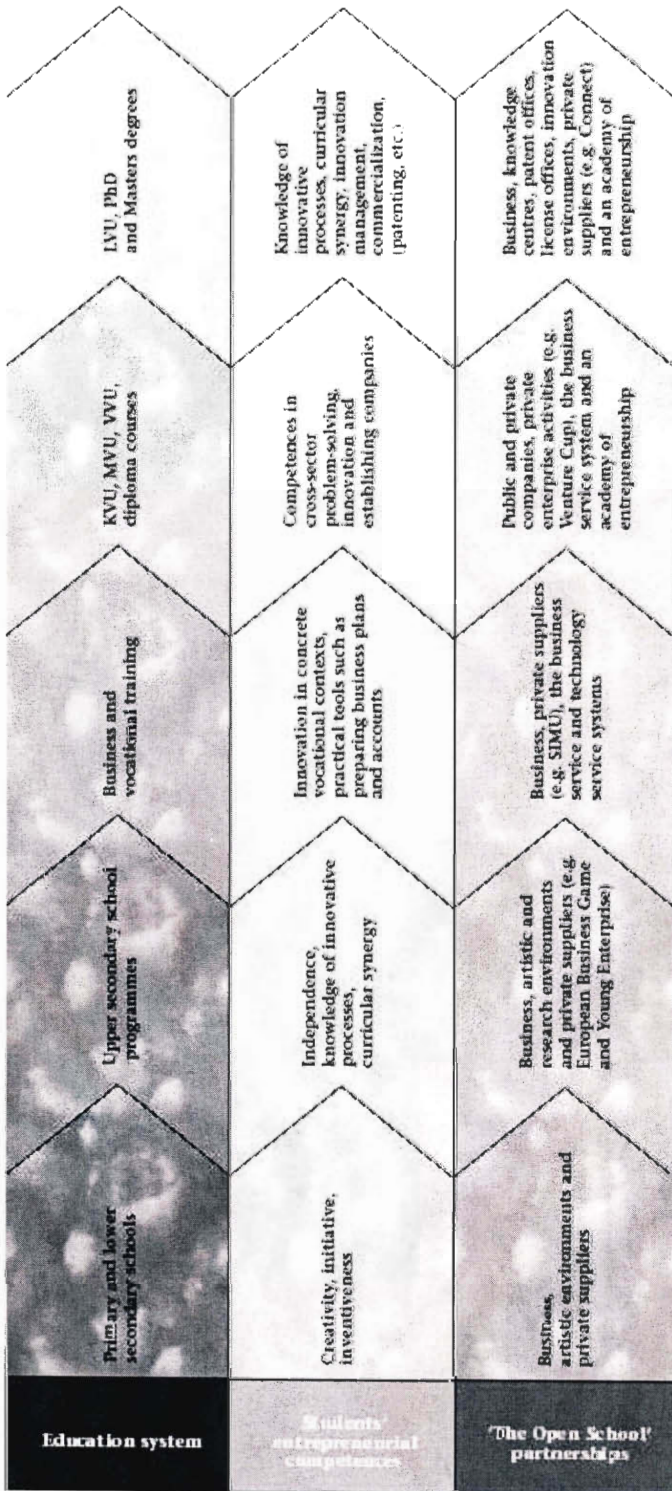 Education system
Primary and lower
secondary schools
Upper secondary school
programmes
Business and
vocational training
KVU, MVU, VVU,
diploma courses
LVU, PhD
and Masters degrees
Students'
entrepreneurial
competences
Creativity, initiative,
inventiveness
Independence,
knowledge of innovative
processes,
curricular synergy
Innovation in concrete
vocational contexts,
practical tools such as
preparing business plans
and accounts
Competences in
cross-sector
problem-solving,
innovation and
establishing companies
Knowledge of
innovative
processes, curricular
synergy, innovation
management,
commercialization,
(patenting, etc.)
'The Open School'
partnerships
Business,
artistic environments and
private suppliers
Business, artistic and
research environments
and private suppliers (e.g.
European Business Game
and Young Enterprise)
Business, private suppliers
(e.g. SIMU), the business
service and technology
service systems
Public and private
companies, private
enterprise activities (e.g.
Venture Cup), the business
service system and an
academy of
entrepreneurship
Business, knowledge
centres, patent offices,
license offices, innovation
environments, private
suppliers (e.g. Connect)
and an academy of
entrepreneurship